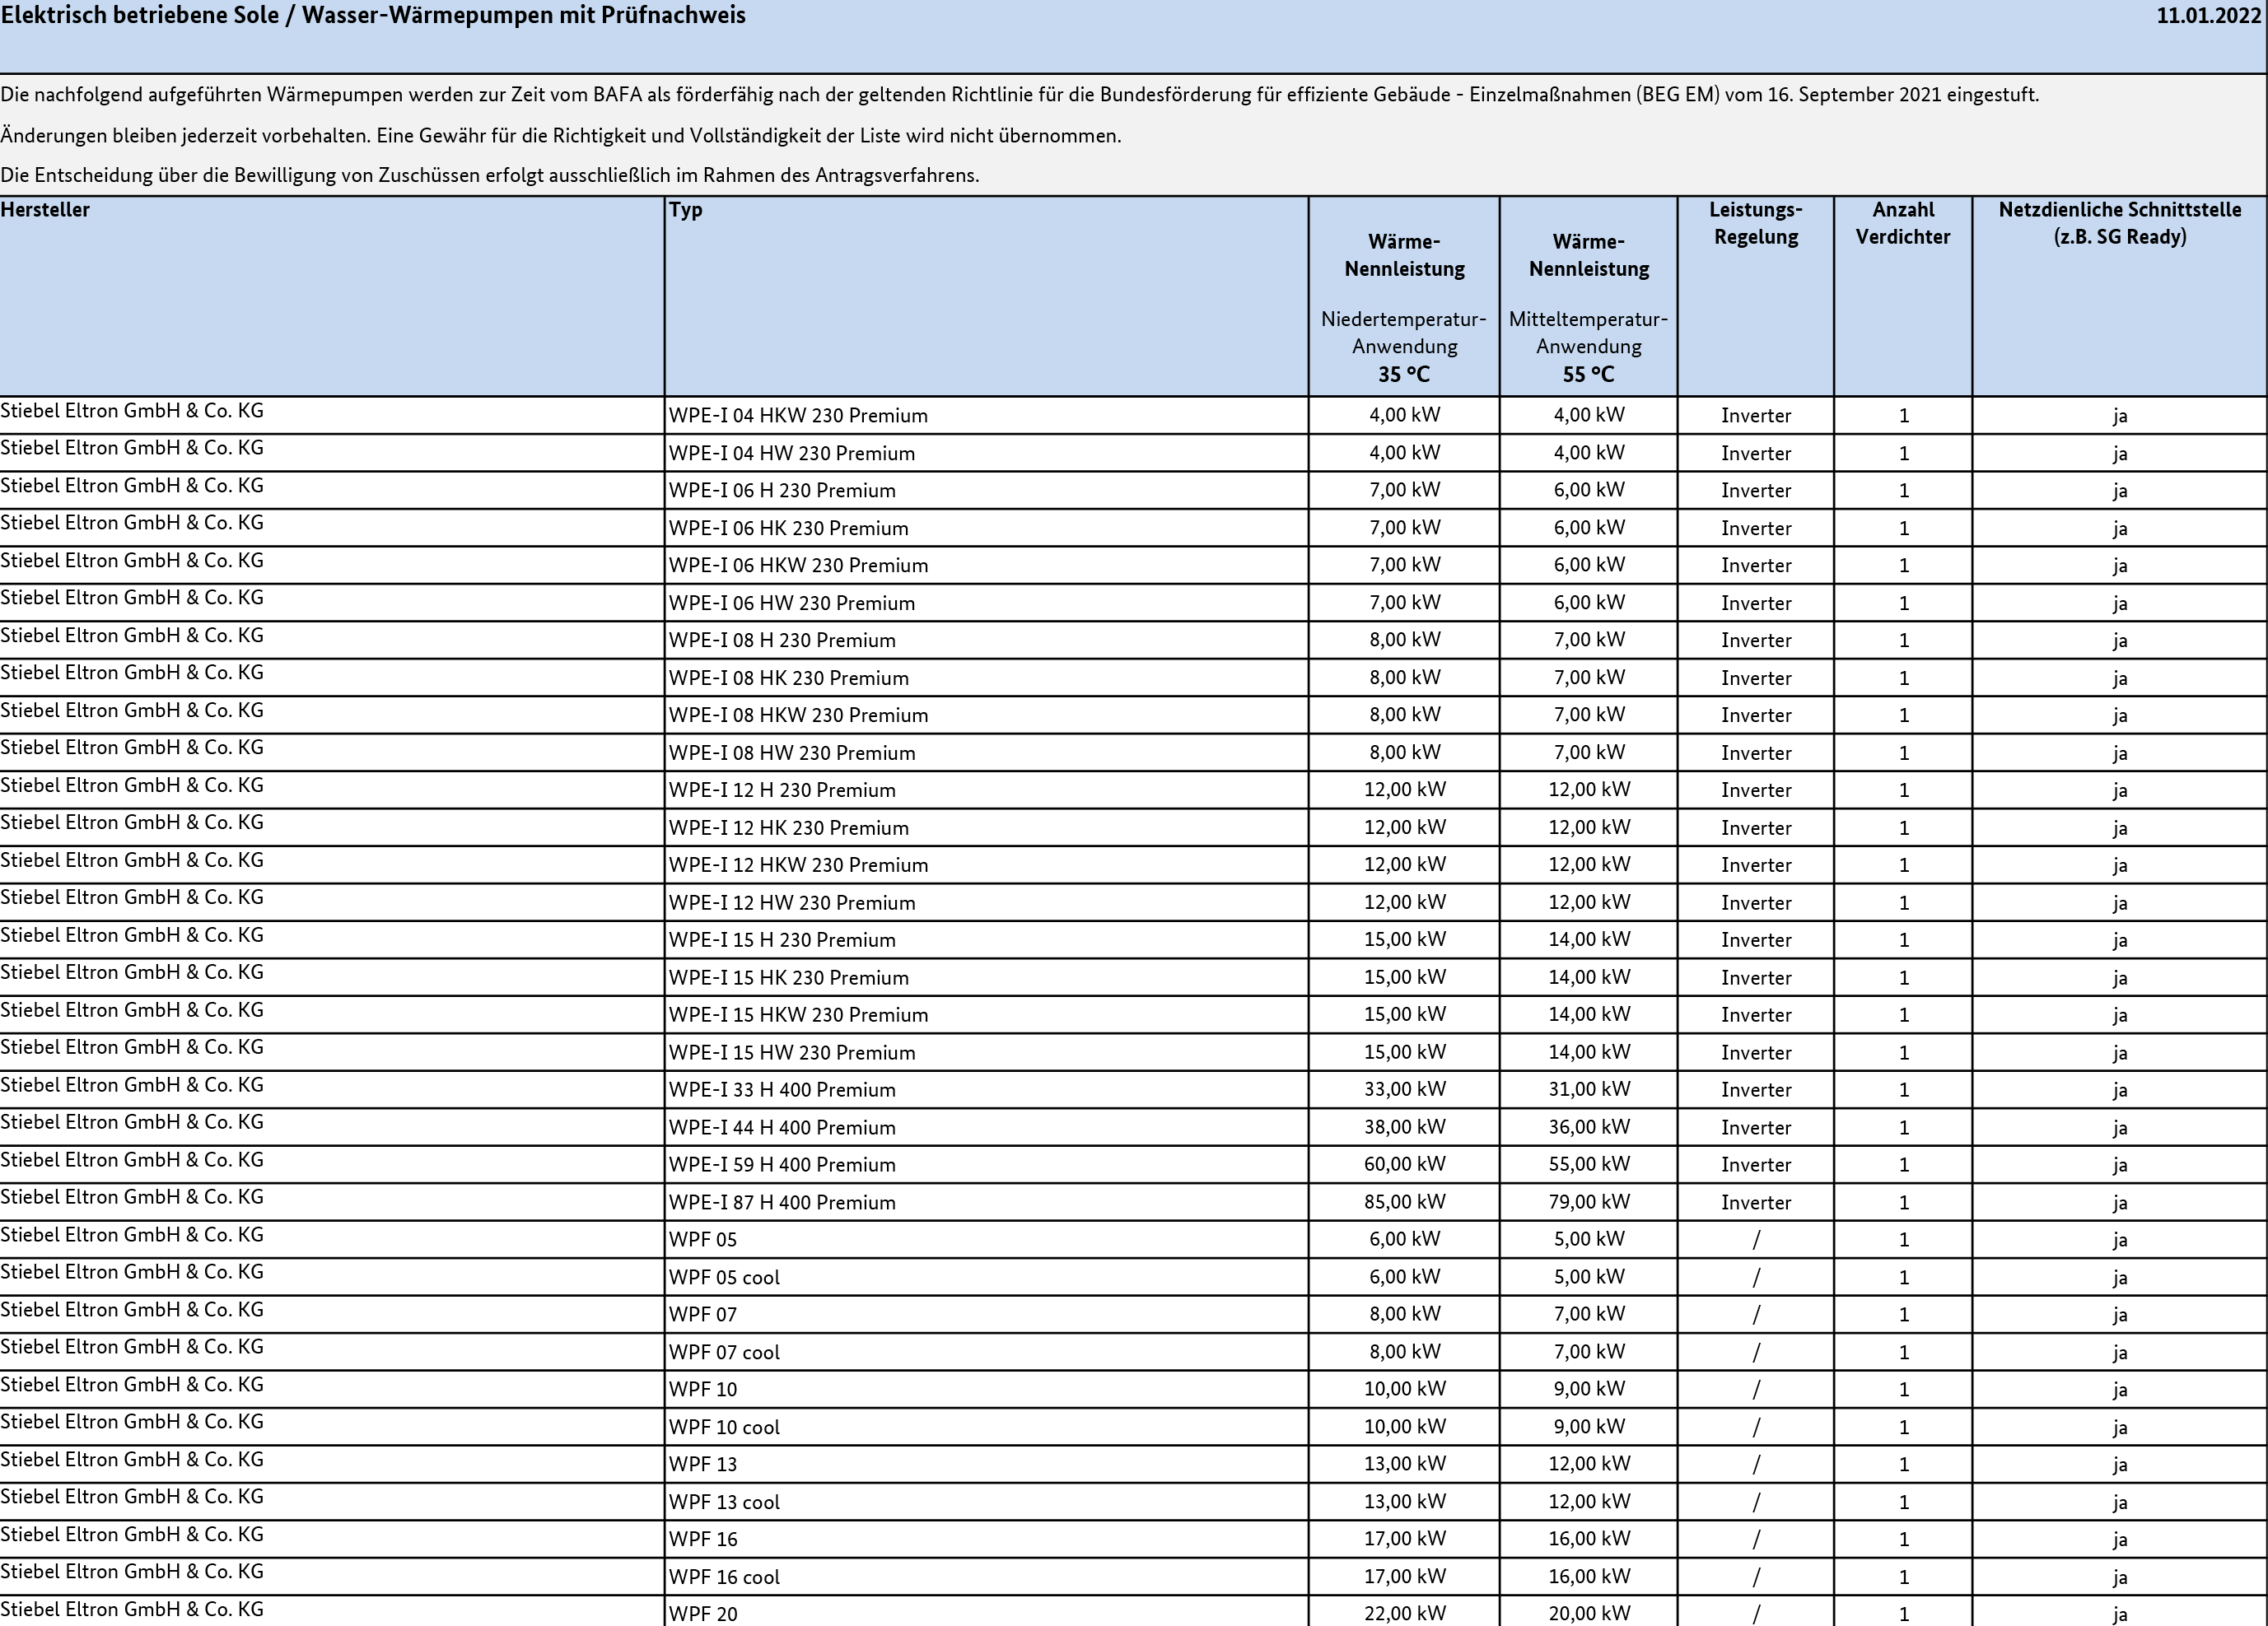 Elektrisch betriebene Sole / Wasser-Wärmepumpen mit Prüfnachweis 11.01.2022
Die nachfolgend aufgeführten Wärmepumpen werden zur Zeit vom BAFA als förderfähig nach der geltenden Richtlinie für die Bundesförderung für effiziente Gebäude - Einzelmaßnahmen (BEG EM) vom 16. September 2021 eingestuft.
Änderungen bleiben jederzeit vorbehalten. Eine Gewähr für die Richtigkeit und Vollständigkeit der Liste wird nicht übernommen.
Die Entscheidung über die Bewilligung von Zuschüssen erfolgt ausschließlich im Rahmen des Antragsverfahrens.
Hersteller
Typ
Wärme-
Nennleistung
Niedertemperatur-
Anwendung
35 °C
Wärme-
Nennleistung
Mitteltemperatur-
Anwendung
55 °C
Leistungs-
Regelung
Anzahl
Verdichter
Netzdienliche Schnittstelle
(z.B. SG Ready)
Stiebel Eltron GmbH & Co. KG WPE-I 04 HKW 230 Premium 4,00 kW 4,00 kW Inverter 1 ja
Stiebel Eltron GmbH & Co. KG WPE-I 04 HW 230 Premium 4,00 kW 4,00 kW Inverter 1 ja
Stiebel Eltron GmbH & Co. KG WPE-I 06 H 230 Premium 7,00 kW 6,00 kW Inverter 1 ja
Stiebel Eltron GmbH & Co. KG WPE-I 06 HK 230 Premium 7,00 kW 6,00 kW Inverter 1 ja
Stiebel Eltron GmbH & Co. KG WPE-I 06 HKW 230 Premium 7,00 kW 6,00 kW Inverter 1 ja
Stiebel Eltron GmbH & Co. KG WPE-I 06 HW 230 Premium 7,00 kW 6,00 kW Inverter 1 ja
Stiebel Eltron GmbH & Co. KG WPE-I 08 H 230 Premium 8,00 kW 7,00 kW Inverter 1 ja
Stiebel Eltron GmbH & Co. KG WPE-I 08 HK 230 Premium 8,00 kW 7,00 kW Inverter 1 ja
Stiebel Eltron GmbH & Co. KG WPE-I 08 HKW 230 Premium 8,00 kW 7,00 kW Inverter 1 ja
Stiebel Eltron GmbH & Co. KG WPE-I 08 HW 230 Premium 8,00 kW 7,00 kW Inverter 1 ja
Stiebel Eltron GmbH & Co. KG WPE-I 12 H 230 Premium 12,00 kW 12,00 kW Inverter 1 ja
Stiebel Eltron GmbH & Co. KG WPE-I 12 HK 230 Premium 12,00 kW 12,00 kW Inverter 1 ja
Stiebel Eltron GmbH & Co. KG WPE-I 12 HKW 230 Premium 12,00 kW 12,00 kW Inverter 1 ja
Stiebel Eltron GmbH & Co. KG WPE-I 12 HW 230 Premium 12,00 kW 12,00 kW Inverter 1 ja
Stiebel Eltron GmbH & Co. KG WPE-I 15 H 230 Premium 15,00 kW 14,00 kW Inverter 1 ja
Stiebel Eltron GmbH & Co. KG WPE-I 15 HK 230 Premium 15,00 kW 14,00 kW Inverter 1 ja
Stiebel Eltron GmbH & Co. KG WPE-I 15 HKW 230 Premium 15,00 kW 14,00 kW Inverter 1 ja
Stiebel Eltron GmbH & Co. KG WPE-I 15 HW 230 Premium 15,00 kW 14,00 kW Inverter 1 ja
Stiebel Eltron GmbH & Co. KG WPE-I 33 H 400 Premium 33,00 kW 31,00 kW Inverter 1 ja
Stiebel Eltron GmbH & Co. KG WPE-I 44 H 400 Premium 38,00 kW 36,00 kW Inverter 1 ja
Stiebel Eltron GmbH & Co. KG WPE-I 59 H 400 Premium 60,00 kW 55,00 kW Inverter 1 ja
Stiebel Eltron GmbH & Co. KG WPE-I 87 H 400 Premium 85,00 kW 79,00 kW Inverter 1 ja
Stiebel Eltron GmbH & Co. KG WPF 05 6,00 kW 5,00 kW / 1 ja
Stiebel Eltron GmbH & Co. KG WPF 05 cool 6,00 kW 5,00 kW / 1 ja
Stiebel Eltron GmbH & Co. KG WPF 07 8,00 kW 7,00 kW / 1 ja
Stiebel Eltron GmbH & Co. KG WPF 07 cool 8,00 kW 7,00 kW / 1 ja
Stiebel Eltron GmbH & Co. KG WPF 10 10,00 kW 9,00 kW / 1 ja
Stiebel Eltron GmbH & Co. KG WPF 10 cool 10,00 kW 9,00 kW / 1 ja
Stiebel Eltron GmbH & Co. KG WPF 13 13,00 kW 12,00 kW / 1 ja
Stiebel Eltron GmbH & Co. KG WPF 13 cool 13,00 kW 12,00 kW / 1 ja
Stiebel Eltron GmbH & Co. KG WPF 16 17,00 kW 16,00 kW / 1 ja
Stiebel Eltron GmbH & Co. KG WPF 16 cool 17,00 kW 16,00 kW / 1 ja
Stiebel Eltron GmbH & Co. KG WPF 20 22,00 kW 20,00 kW / 1 ja